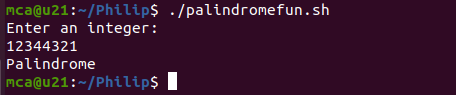 mca@u21:~/Philip$ ./palindromefun.sh
Enter an integer:
12344321
Palindrome
mca@u21:~/Philip$